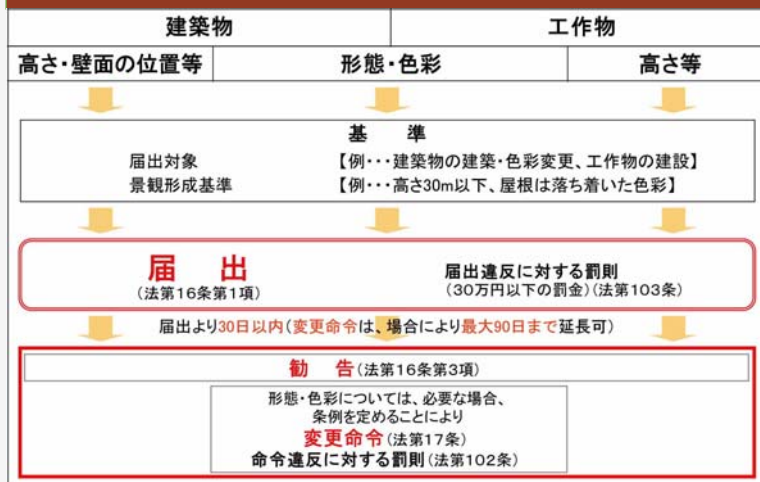 建築物
工作物
高さ・壁面の位置等
形態・色彩
高さ等
基　準
届出対象　【例・・・建築物の建築・色彩変更、工作物の建設】
景観形成基準　【例・・・高さ30m以下、屋根は落ち着いた色彩】
届　出
(法第16条第1項)
届出違反に対する罰則
(30万円以下の罰金)(法第103条)
届出より30日以内(変更命令は、場合により最大90日まで延長可)
勧　告(法第16条第3項)
形態・色彩については、必要な場合、
条例を定めることにより
変更命令(法第17条)
命令違反に対する罰則(法第102条)